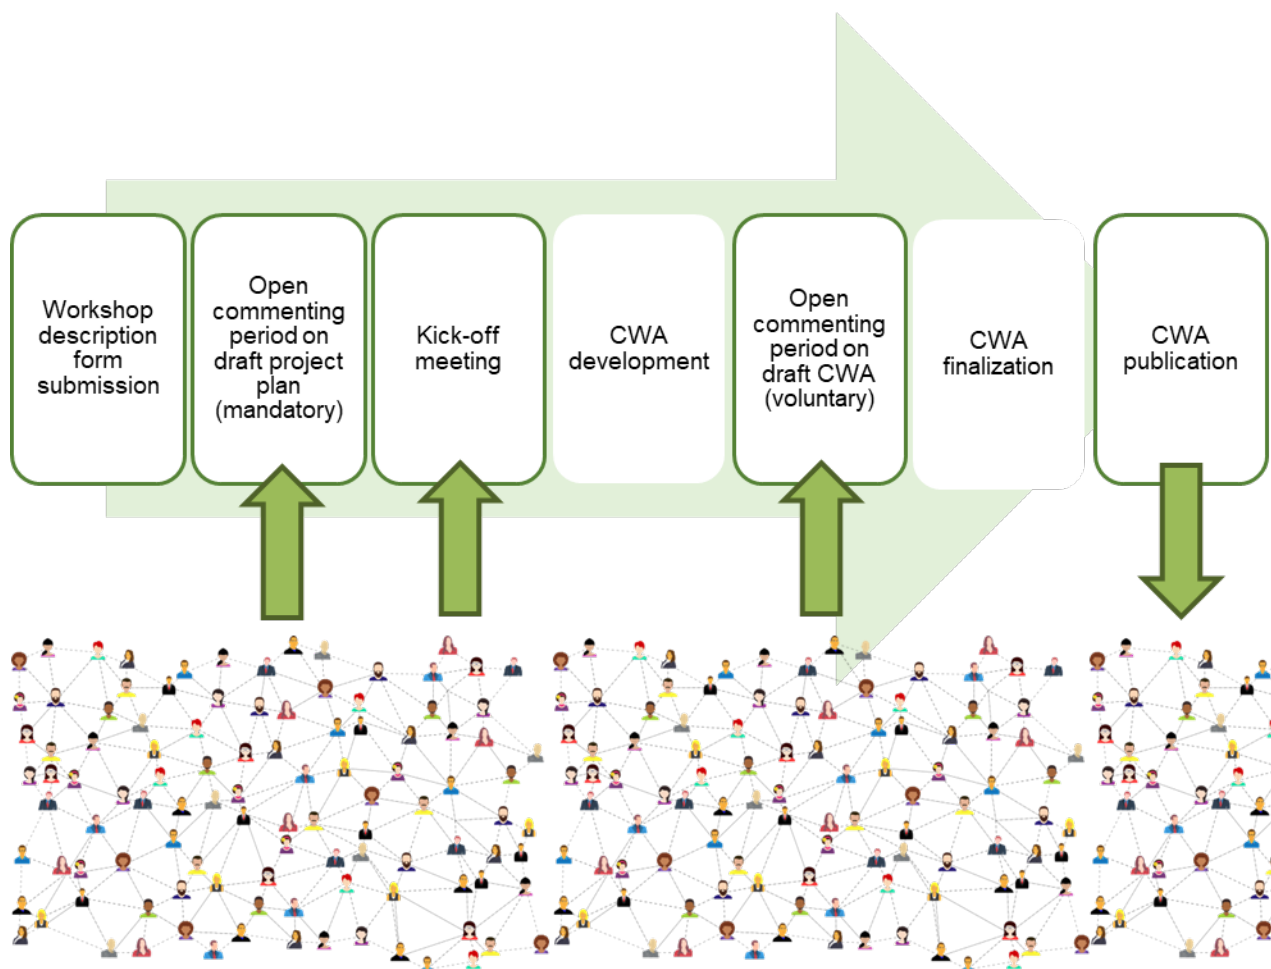 Workshop
description
form
submission
Open
commenting
period on
draft project
plan
(mandatory)
Kick-off
meeting
CWA
development
Open
commenting
period on
draft CWA
(voluntary)
CWA
finalization
CWA
publication